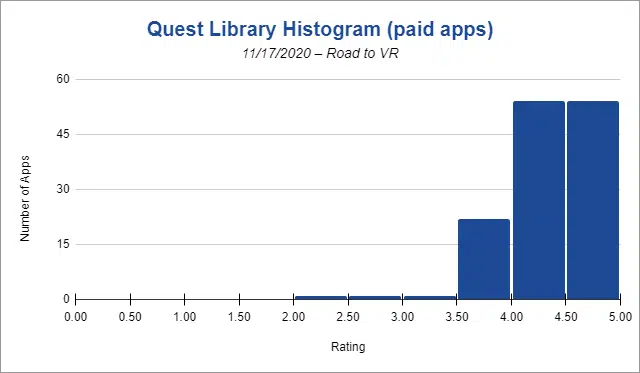 Quest Library Histogram (paid apps)
11/17/2020 – Road to VR
60
45
30
15
0
Number of Apps
0.00 0.50 1.00 1.50 2.00 2.50 3.00 3.50 4.00 4.50 5.00
Rating